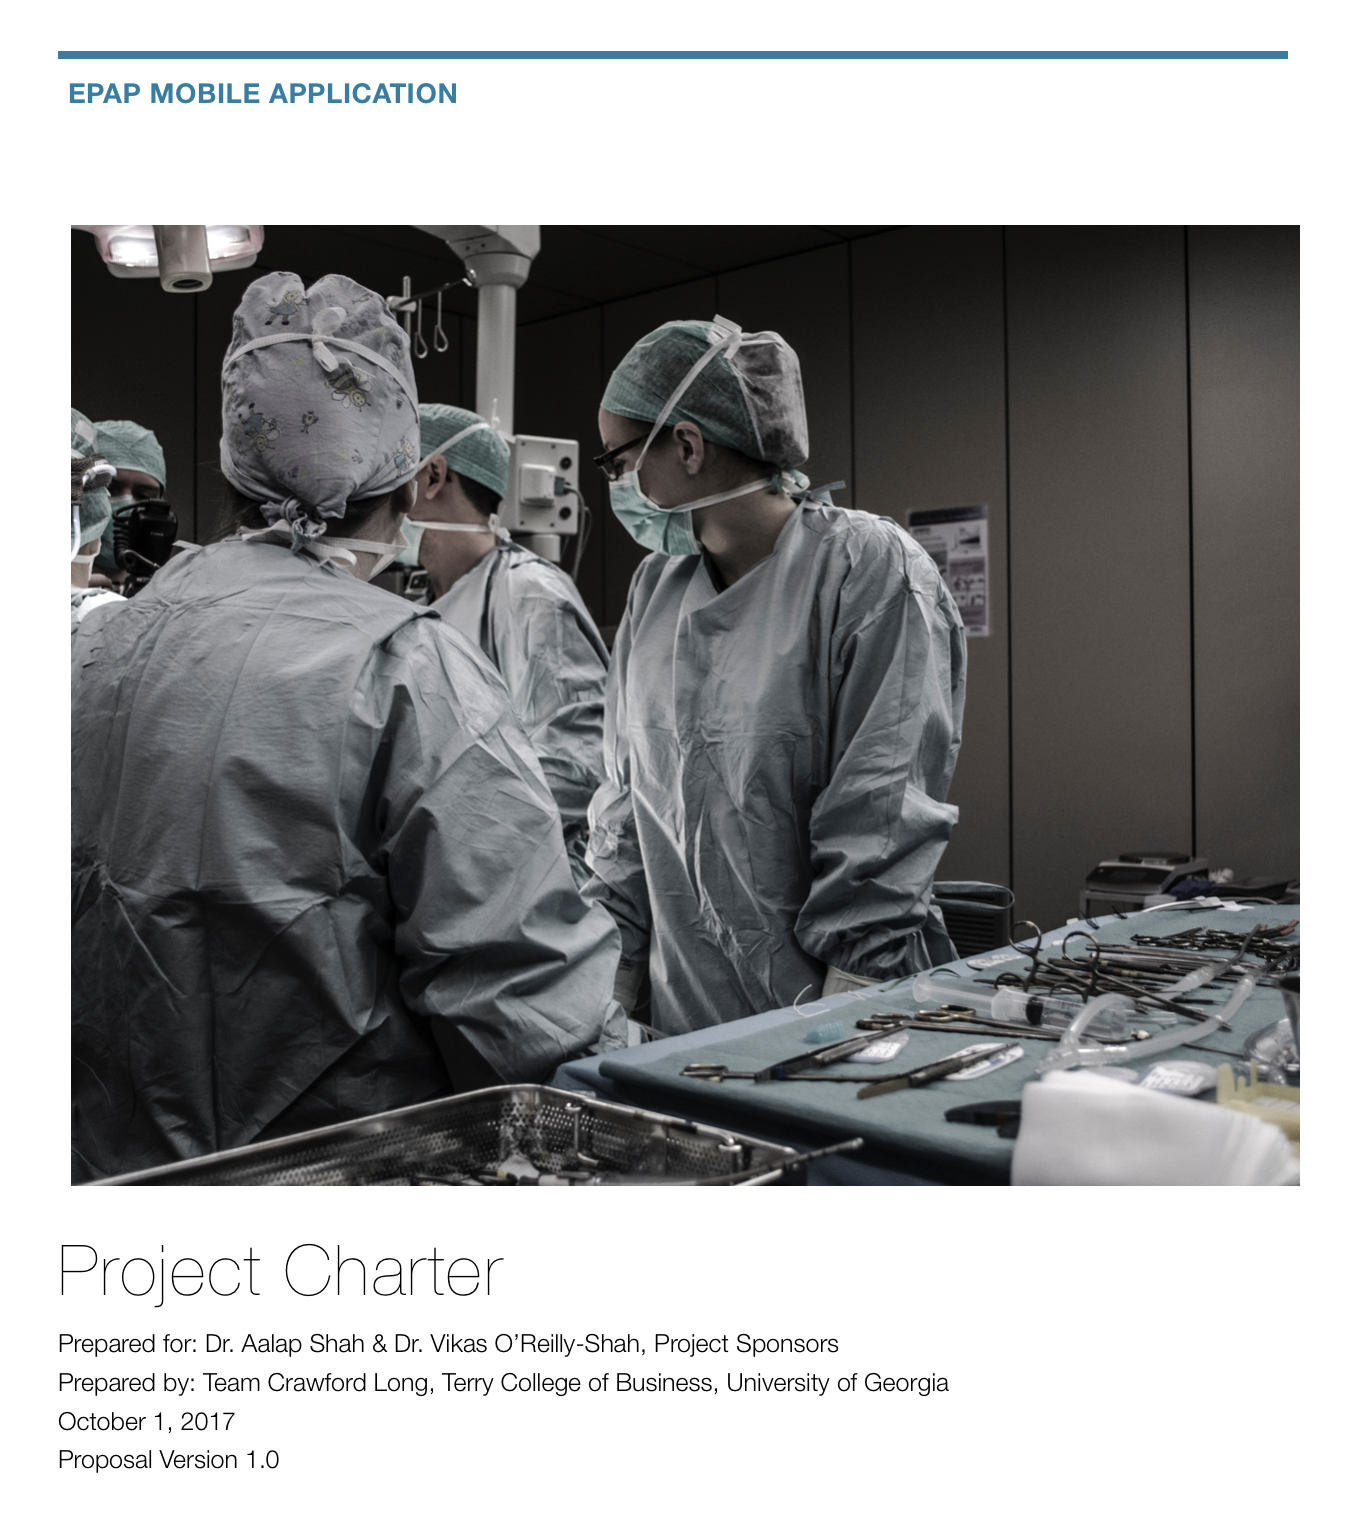 EPAP MOBILE APPLICATION
Project Charter
Prepared for: Dr. Aalap Shah & Dr. Vikas O’Reilly-Shah, Project Sponsors
Prepared by: Team Crawford Long, Terry College of Business, University of Georgia
October 1, 2017
Proposal Version 1.0